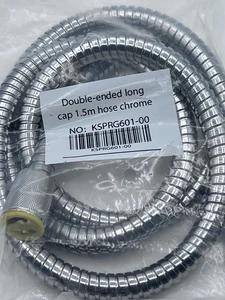 Double-ended long
cap 1.5m hose chrome
NO: KSPRG601-00
KSPRG601-00